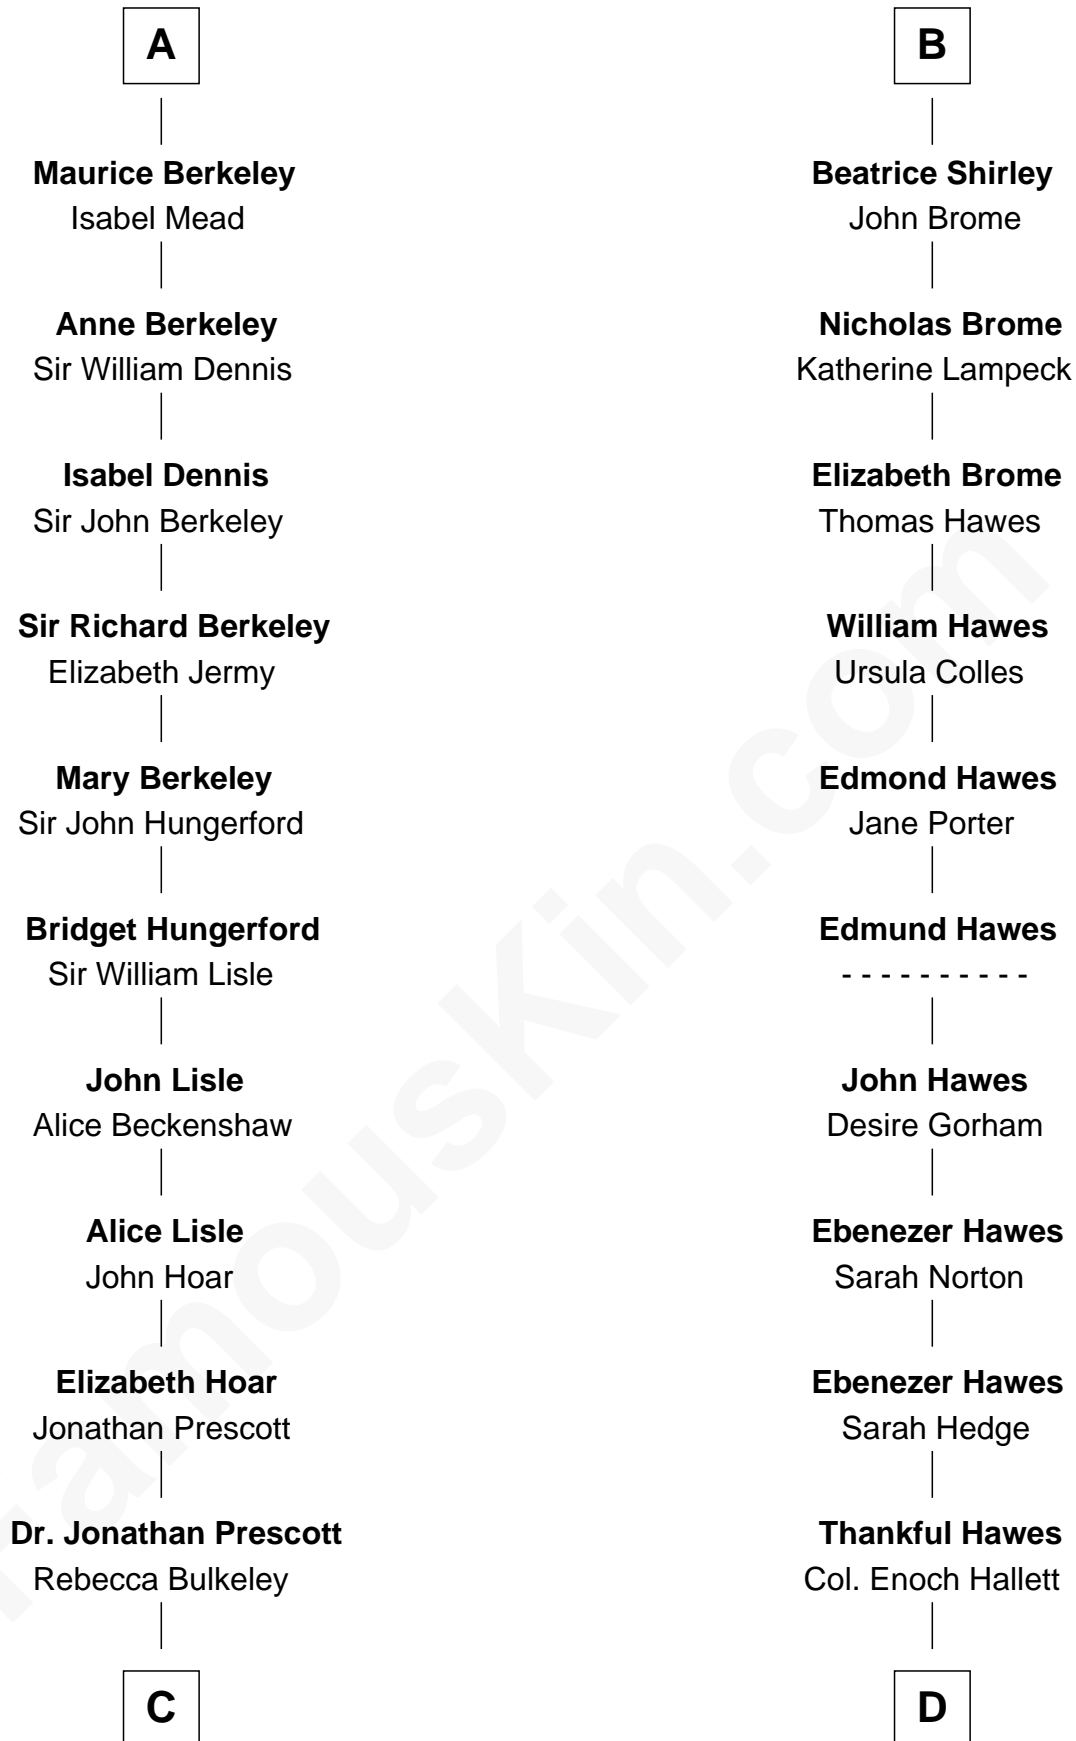 A
Maurice Berkeley
Isabel Mead
Anne Berkeley
Sir William Dennis
Isabel Dennis
Sir John Berkeley
Sir Richard Berkeley
Elizabeth Jermy
Mary Berkeley
Sir John Hungerford
Bridget Hungerford
Sir William Lisle
John Lisle
Alice Beckenshaw
Alice Lisle
John Hoar
Elizabeth Hoar
Jonathan Prescott
Dr. Jonathan Prescott
Rebecca Bulkeley
C
B
Beatrice Shirley
John Brome
Nicholas Brome
Katherine Lampeck
Elizabeth Brome
Thomas Hawes
William Hawes
Ursula Colles
Edmond Hawes
Jane Porter
Edmund Hawes
- - - - - - - - - -
John Hawes
Desire Gorham
Ebenezer Hawes
Sarah Norton
Ebenezer Hawes
Sarah Hedge
Thankful Hawes
Col. Enoch Hallett
D
FamousKin.com